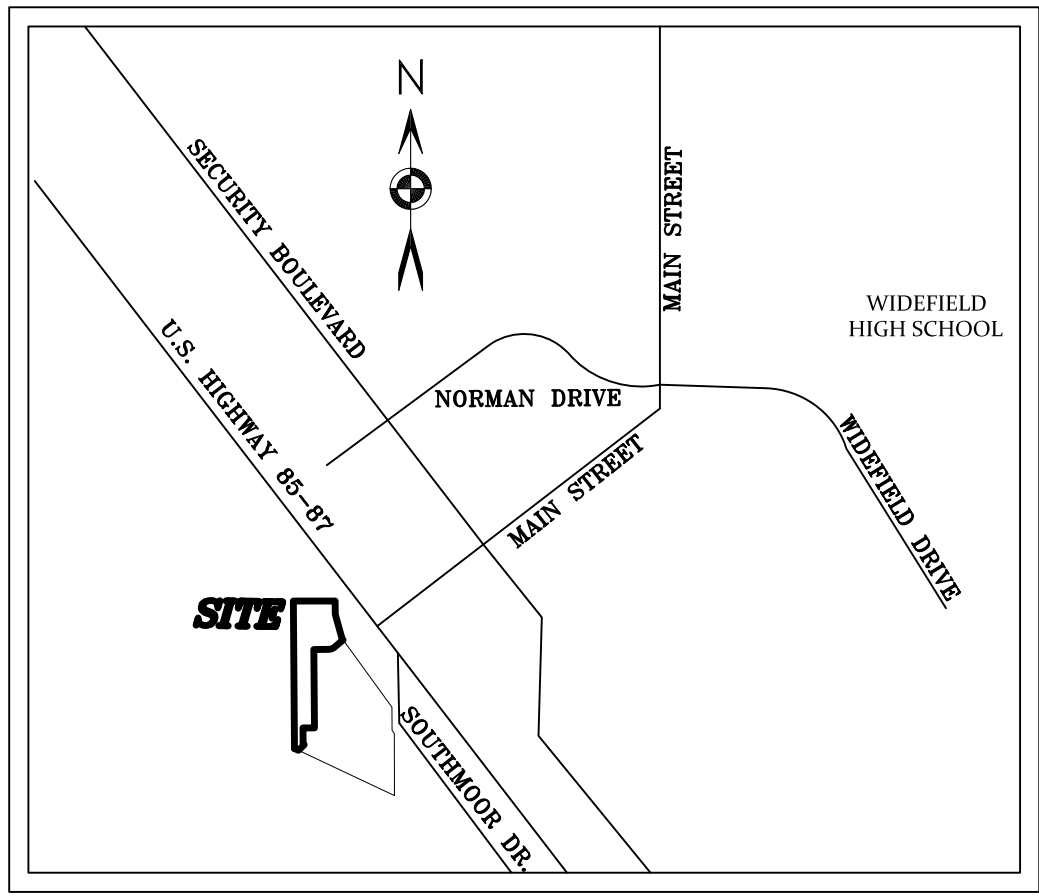 N
SECURITY BOULEVARD
MAIN STREET
WIDEFIELD
HIGH SCHOOL
U.S. HIGHWAY 85-87
NORMAN DRIVE
MAIN STREET
WIDEFIELD DRIVE
SITE
SOUTHMOOR DR.